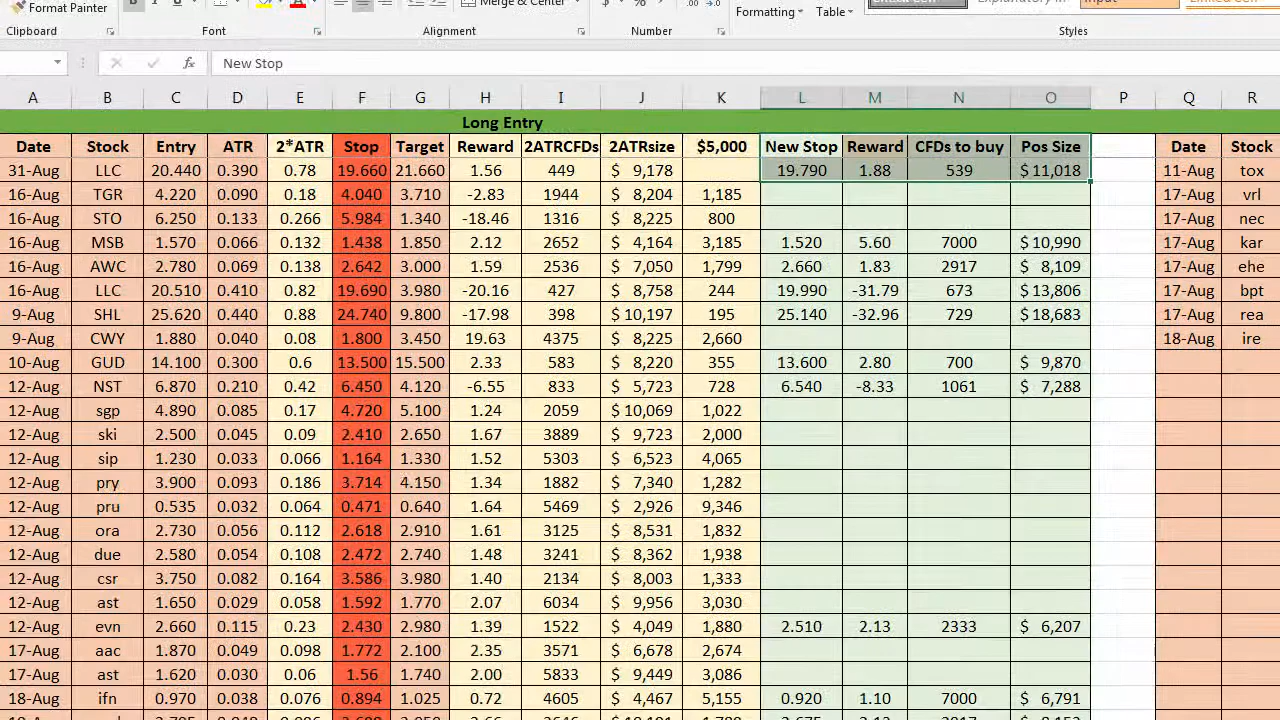 Format Painter
Merge & Center
Formatting
Table
Input
Clipboard
Font
Alignment
Number
Styles
New Stop
A B C D E F G H I J K L M N O P Q R
Long Entry
Date Stock Entry ATR 2*ATR Stop Target Reward 2ATRCFDs 2ATRsize $5,000 New Stop Reward CFDs to buy Pos Size Date Stock
31-Aug LLC 20.440 0.390 0.78 19.660 21.660 1.56 449 $ 9,178 19.790 1.88 539 $ 11,018 11-Aug tox
16-Aug TGR 4.220 0.090 0.18 4.040 3.710 -2.83 1944 $ 8,204 1,185 17-Aug vrl
16-Aug STO 6.250 0.133 0.266 5.984 1.340 -18.46 1316 $ 8,225 800 17-Aug nec
16-Aug MSB 1.570 0.066 0.132 1.438 1.850 2.12 2652 $ 4,164 3,185 1.520 5.60 7000 $ 10,990 17-Aug kar
16-Aug AWC 2.780 0.069 0.138 2.642 3.000 1.59 2536 $ 7,050 1,799 2.660 1.83 2917 $ 8,109 17-Aug ehe
16-Aug LLC 20.510 0.410 0.82 19.690 3.980 -20.16 427 $ 8,758 244 19.990 -31.79 673 $ 13,806 17-Aug bpt
9-Aug SHL 25.620 0.440 0.88 24.740 9.800 -17.98 398 $ 10,197 195 25.140 -32.96 729 $ 18,683 17-Aug rea
9-Aug CWY 1.880 0.040 0.08 1.800 3.450 19.63 4375 $ 8,225 2,660 18-Aug ire
10-Aug GUD 14.100 0.300 0.6 13.500 15.500 2.33 583 $ 8,220 355 13.600 2.80 700 $ 9,870
12-Aug NST 6.870 0.210 0.42 6.450 4.120 -6.55 833 $ 5,723 728 6.540 -8.33 1061 $ 7,288
12-Aug sgp 4.890 0.085 0.17 4.720 5.100 1.24 2059 $ 10,069 1,022
12-Aug ski 2.500 0.045 0.09 2.410 2.650 1.67 3889 $ 9,723 2,000
12-Aug sip 1.230 0.033 0.066 1.164 1.330 1.52 5303 $ 6,523 4,065
12-Aug pry 3.900 0.093 0.186 3.714 4.150 1.34 1882 $ 7,340 1,282
12-Aug pru 0.535 0.032 0.064 0.471 0.640 1.64 5469 $ 2,926 9,346
12-Aug ora 2.730 0.056 0.112 2.618 2.910 1.61 3125 $ 8,531 1,832
12-Aug due 2.580 0.054 0.108 2.472 2.740 1.48 3241 $ 8,362 1,938
12-Aug csr 3.750 0.082 0.164 3.586 3.980 1.40 2134 $ 8,003 1,333
12-Aug ast 1.650 0.029 0.058 1.592 1.770 2.07 6034 $ 9,956 3,030
12-Aug evn 2.660 0.115 0.23 2.430 2.980 1.39 1522 $ 4,049 1,880 2.510 2.13 2333 $ 6,207
17-Aug aac 1.870 0.049 0.098 1.772 2.100 2.35 3571 $ 6,678 2,674
17-Aug ast 1.620 0.030 0.06 1.56 1.740 2.00 5833 $ 9,449 3,086
18-Aug ifn 0.970 0.038 0.076 0.894 1.025 0.72 4605 $ 4,467 5,155 0.920 1.10 7000 $ 6,791